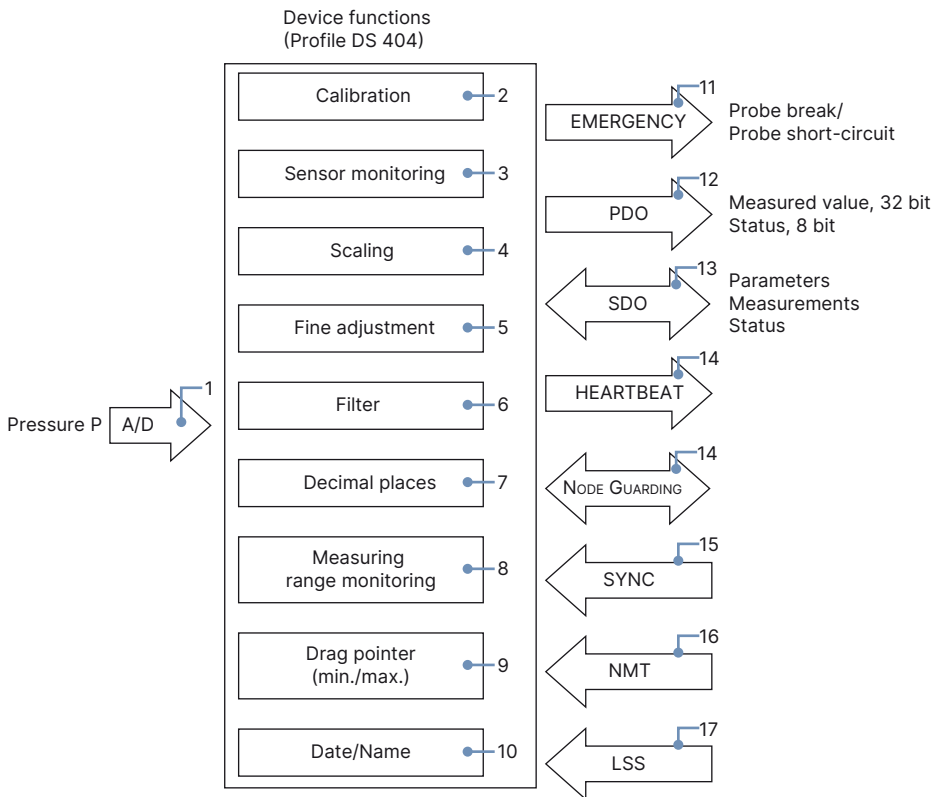 Device functions
(Profile DS 404)
Calibration 2
Sensor monitoring 3
Scaling 4
Fine adjustment 5
Filter 6
Decimal places 7
Measuring
range monitoring 8
Drag pointer
(min./max.) 9
Date/Name 10
Pressure P A/D 1
EMERGENCY 11
Probe break/
Probe short-circuit
PDO 12
Measured value, 32 bit
Status, 8 bit
SDO 13
Parameters
Measurements
Status
HEARTBEAT 14
NODE GUARDING 14
SYNC 15
NMT 16
LSS 17